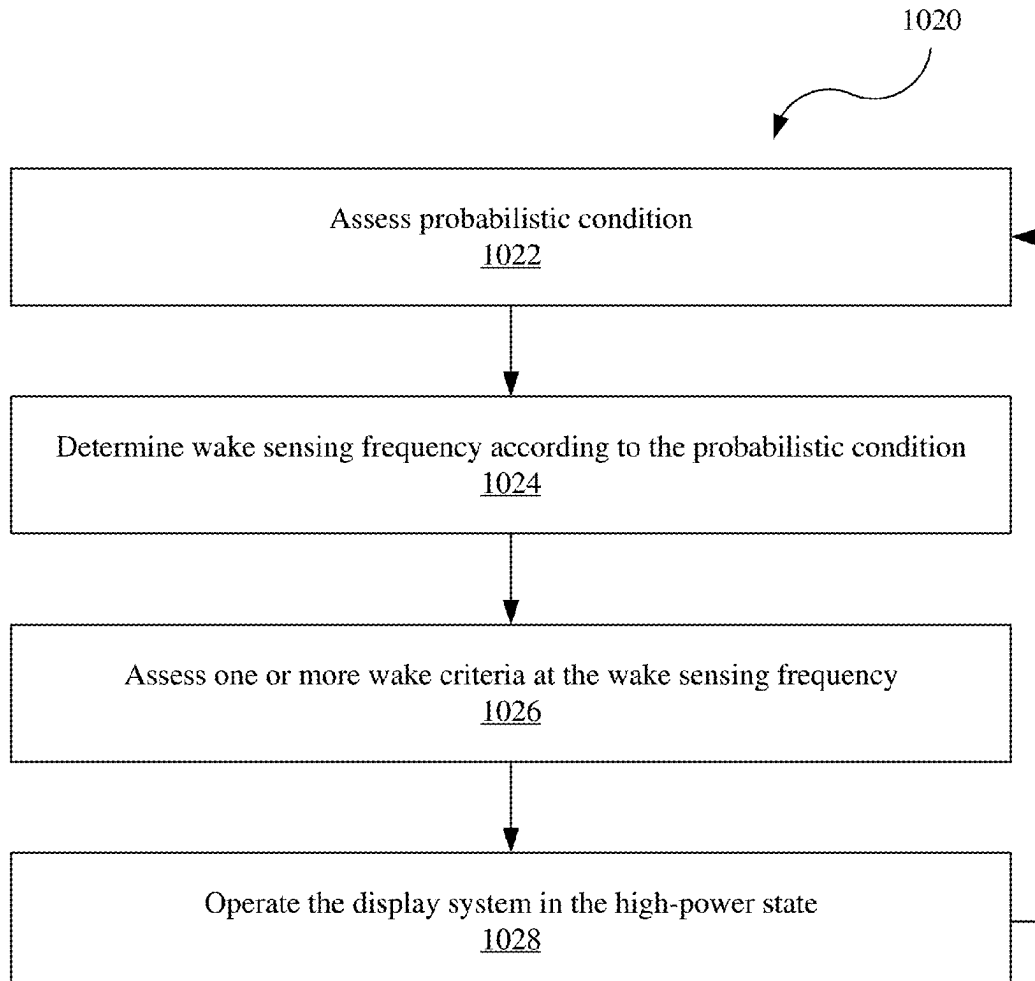 1020
Assess probabilistic condition
1022
Determine wake sensing frequency according to the probabilistic condition
1024
Assess one or more wake criteria at the wake sensing frequency
1026
Operate the display system in the high-power state
1028